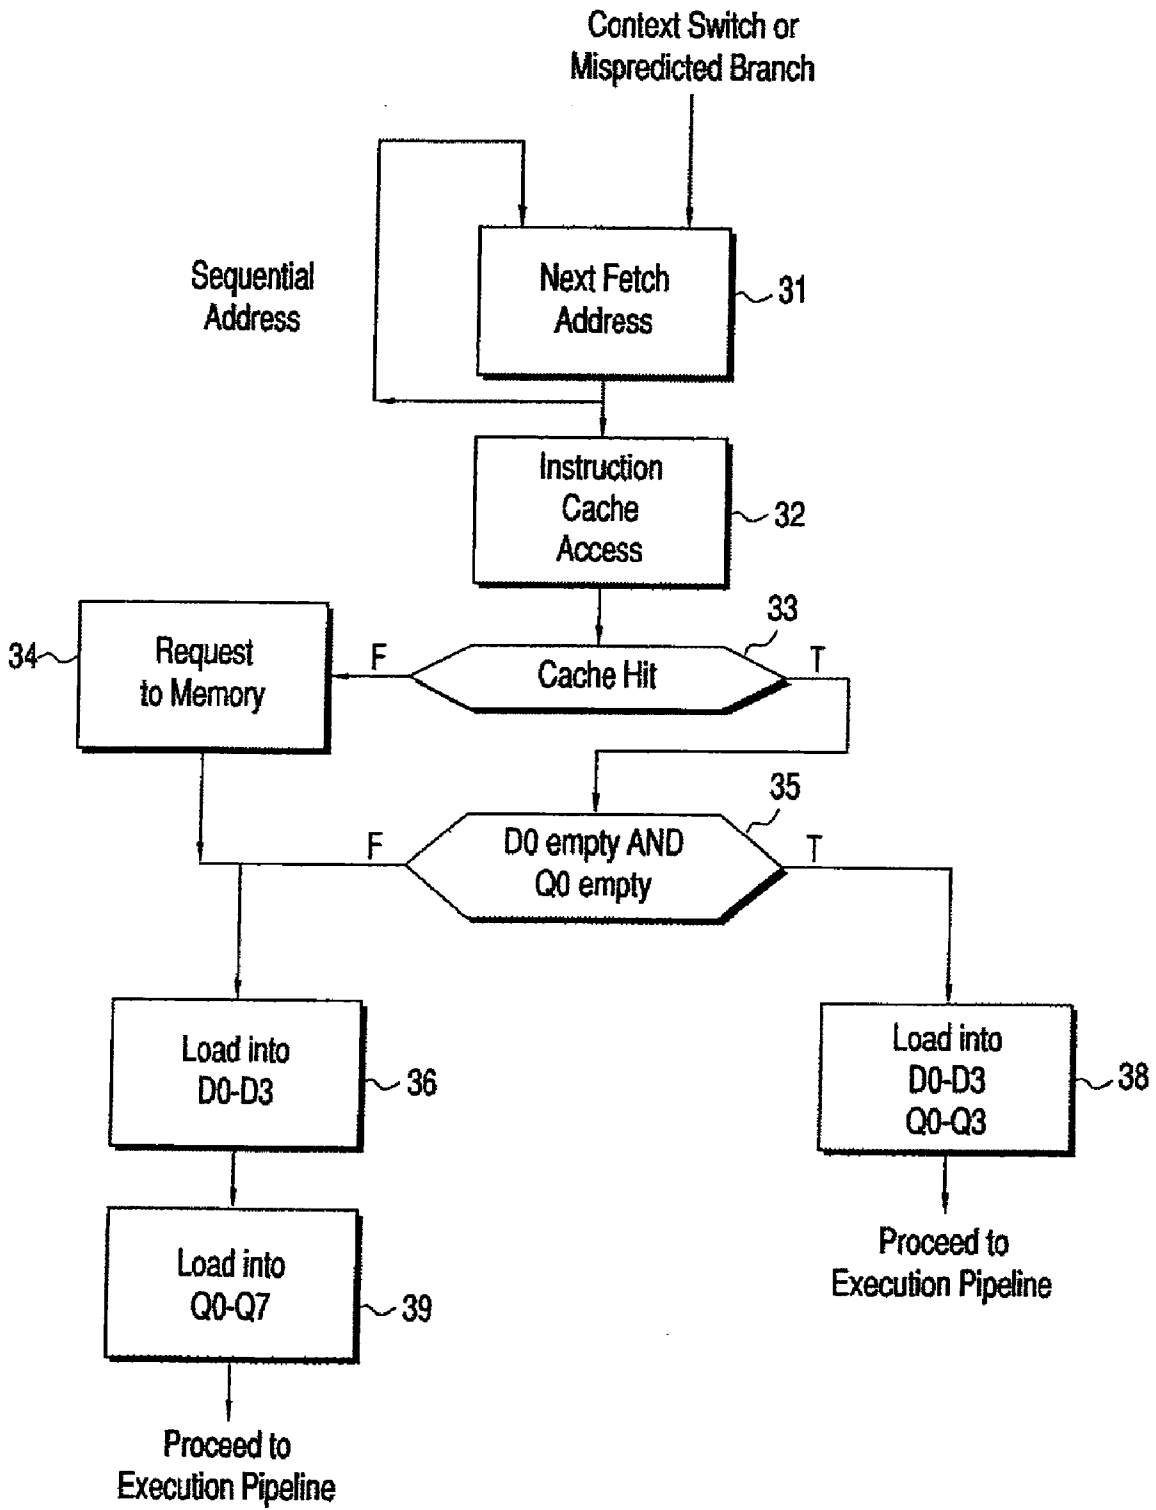 Context Switch or
Mispredicted Branch
Sequential
Address
Next Fetch
Address
31
Instruction
Cache
Access
32
33
34
Request
to Memory
F
Cache Hit
T
35
F
D0 empty AND
Q0 empty
T
Load into
D0-D3
36
Load into
D0-D3
Q0-Q3
38
Load into
Q0-Q7
39
Proceed to
Execution Pipeline
Proceed to
Execution Pipeline